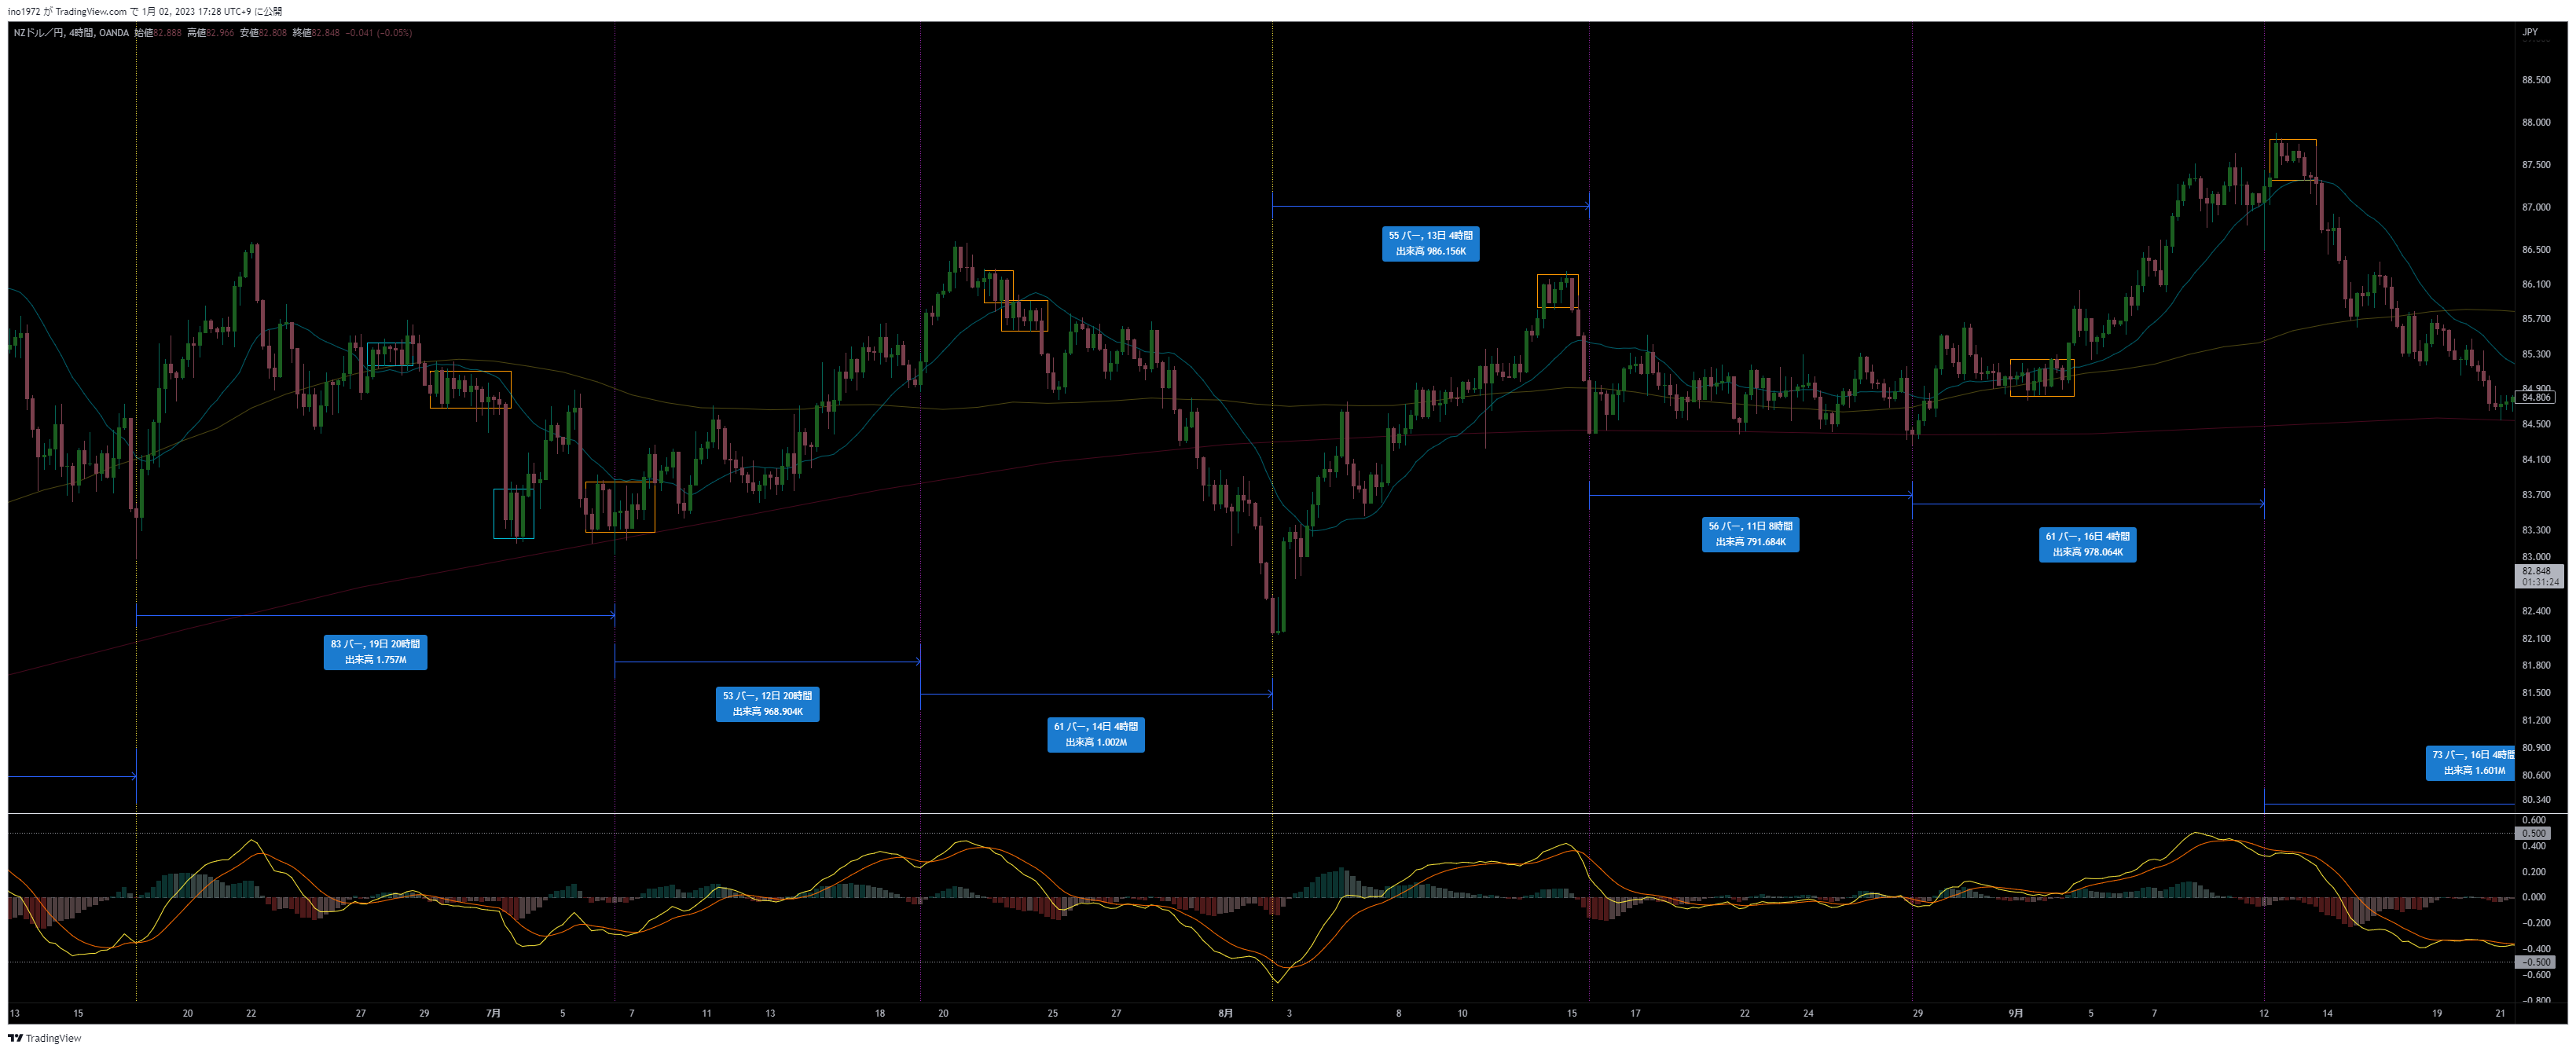 ino1972 が TradingView.com で 1月 02, 2023 17:28 UTC+9 に公開
NZドル／円, 4時間, OANDA 始値82.888 高値82.966 安値82.808 終値82.848 −0.041 (−0.05%)
JPY
88.500
88.000
87.500
87.000
86.500
86.100
85.700
85.300
84.900
84.806
84.500
84.100
83.700
83.300
83.000
82.848
01:31:24
82.400
82.100
81.800
81.500
81.200
80.900
80.600
80.340
55 バー, 13日 4時間
出来高 986.156K
56 バー, 11日 8時間
出来高 791.684K
61 バー, 16日 4時間
出来高 978.064K
83 バー, 19日 20時間
出来高 1.757M
53 バー, 12日 20時間
出来高 968.904K
61 バー, 14日 4時間
出来高 1.002M
73 バー, 16日 4時間
出来高 1.601M
0.600
0.500
0.400
0.200
0.000
−0.200
−0.400
−0.500
−0.600
−0.800
13 15 20 22 27 29 7月 5 7 11 13 18 20 25 27 8月 3 8 10 15 17 22 24 29 9月 5 7 12 14 19 21
TradingView